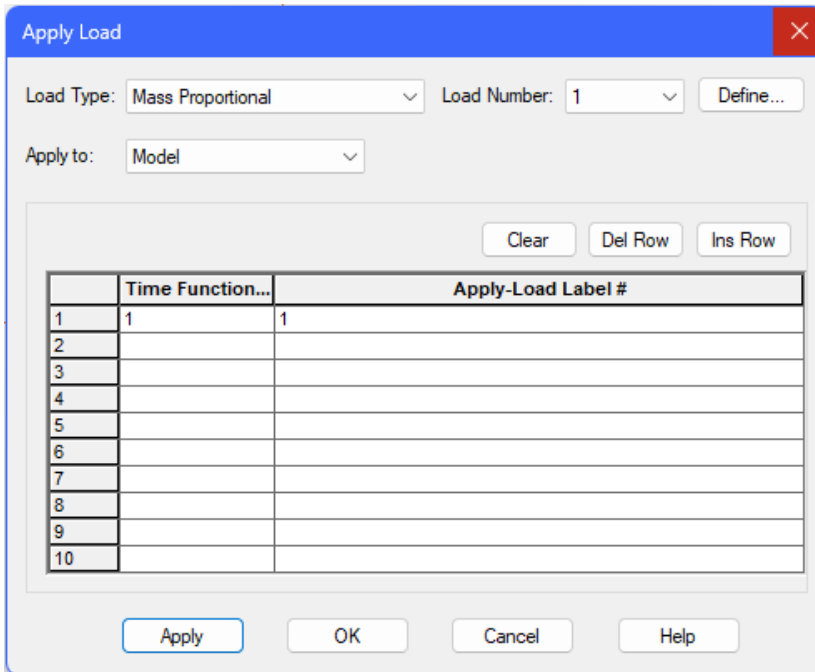 Apply Load
Load Type: Mass Proportional Load Number: 1 Define...
Apply to: Model
Clear Del Row Ins Row
Time Function... Apply-Load Label #
1 1 1
2
3
4
5
6
7
8
9
10
Apply OK Cancel Help